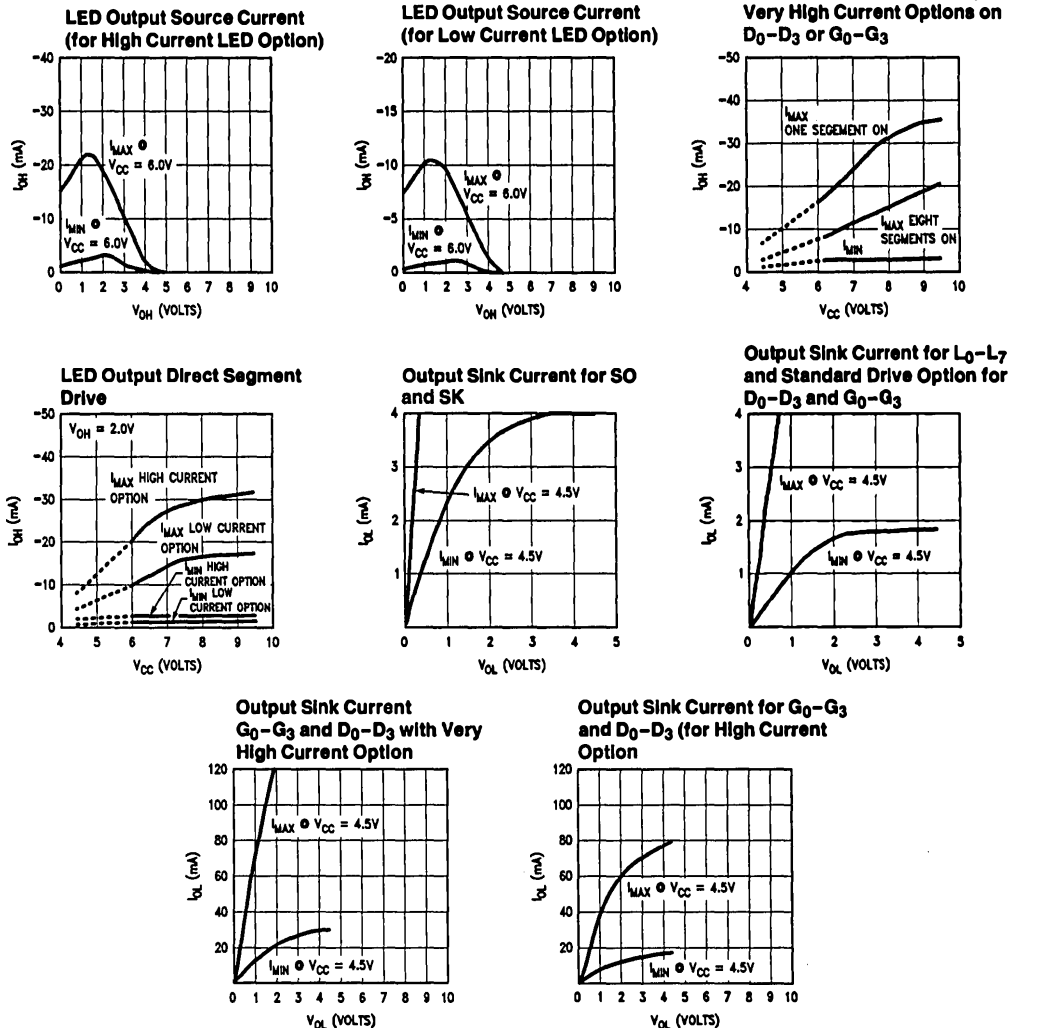 LED Output Source Current
(for High Current LED Option)
-40
-30
-20
-10
0
I_OH (mA)
I_MAX @
V_CC = 6.0V
I_MIN @
V_CC = 6.0V
0 1 2 3 4 5 6 7 8 9 10
V_OH (VOLTS)
LED Output Source Current
(for Low Current LED Option)
-20
-15
-10
-5
0
I_OH (mA)
I_MAX @
V_CC = 6.0V
I_MIN @
V_CC = 6.0V
0 1 2 3 4 5 6 7 8 9 10
V_OH (VOLTS)
Very High Current Options on
D0–D3 or G0–G3
-50
-40
-30
-20
-10
0
I_OH (mA)
I_MAX
ONE SEGEMENT ON
I_MAX EIGHT
SEGMENTS ON
I_MIN
4 5 6 7 8 9 10
V_CC (VOLTS)
LED Output Direct Segment
Drive
-50
-40
-30
-20
-10
0
I_OH (mA)
V_OH = 2.0V
I_MAX HIGH CURRENT
OPTION
I_MAX LOW CURRENT
OPTION
I_MIN HIGH
CURRENT OPTION
I_MIN LOW
CURRENT OPTION
4 5 6 7 8 9 10
V_CC (VOLTS)
Output Sink Current for SO
and SK
4
3
2
1
I_OL (mA)
I_MAX @ V_CC = 4.5V
I_MIN @ V_CC = 4.5V
0 1 2 3 4 5
V_OL (VOLTS)
Output Sink Current for L0–L7
and Standard Drive Option for
D0–D3 and G0–G3
4
3
2
1
I_OL (mA)
I_MAX @ V_CC = 4.5V
I_MIN @ V_CC = 4.5V
0 1 2 3 4 5
V_OL (VOLTS)
Output Sink Current
G0–G3 and D0–D3 with Very
High Current Option
120
100
80
60
40
20
I_OL (mA)
I_MAX @ V_CC = 4.5V
I_MIN @ V_CC = 4.5V
0 1 2 3 4 5 6 7 8 9 10
V_OL (VOLTS)
Output Sink Current for G0–G3
and D0–D3 (for High Current
Option
120
100
80
60
40
20
I_OL (mA)
I_MAX @ V_CC = 4.5V
I_MIN @ V_CC = 4.5V
0 1 2 3 4 5 6 7 8 9 10
V_OL (VOLTS)